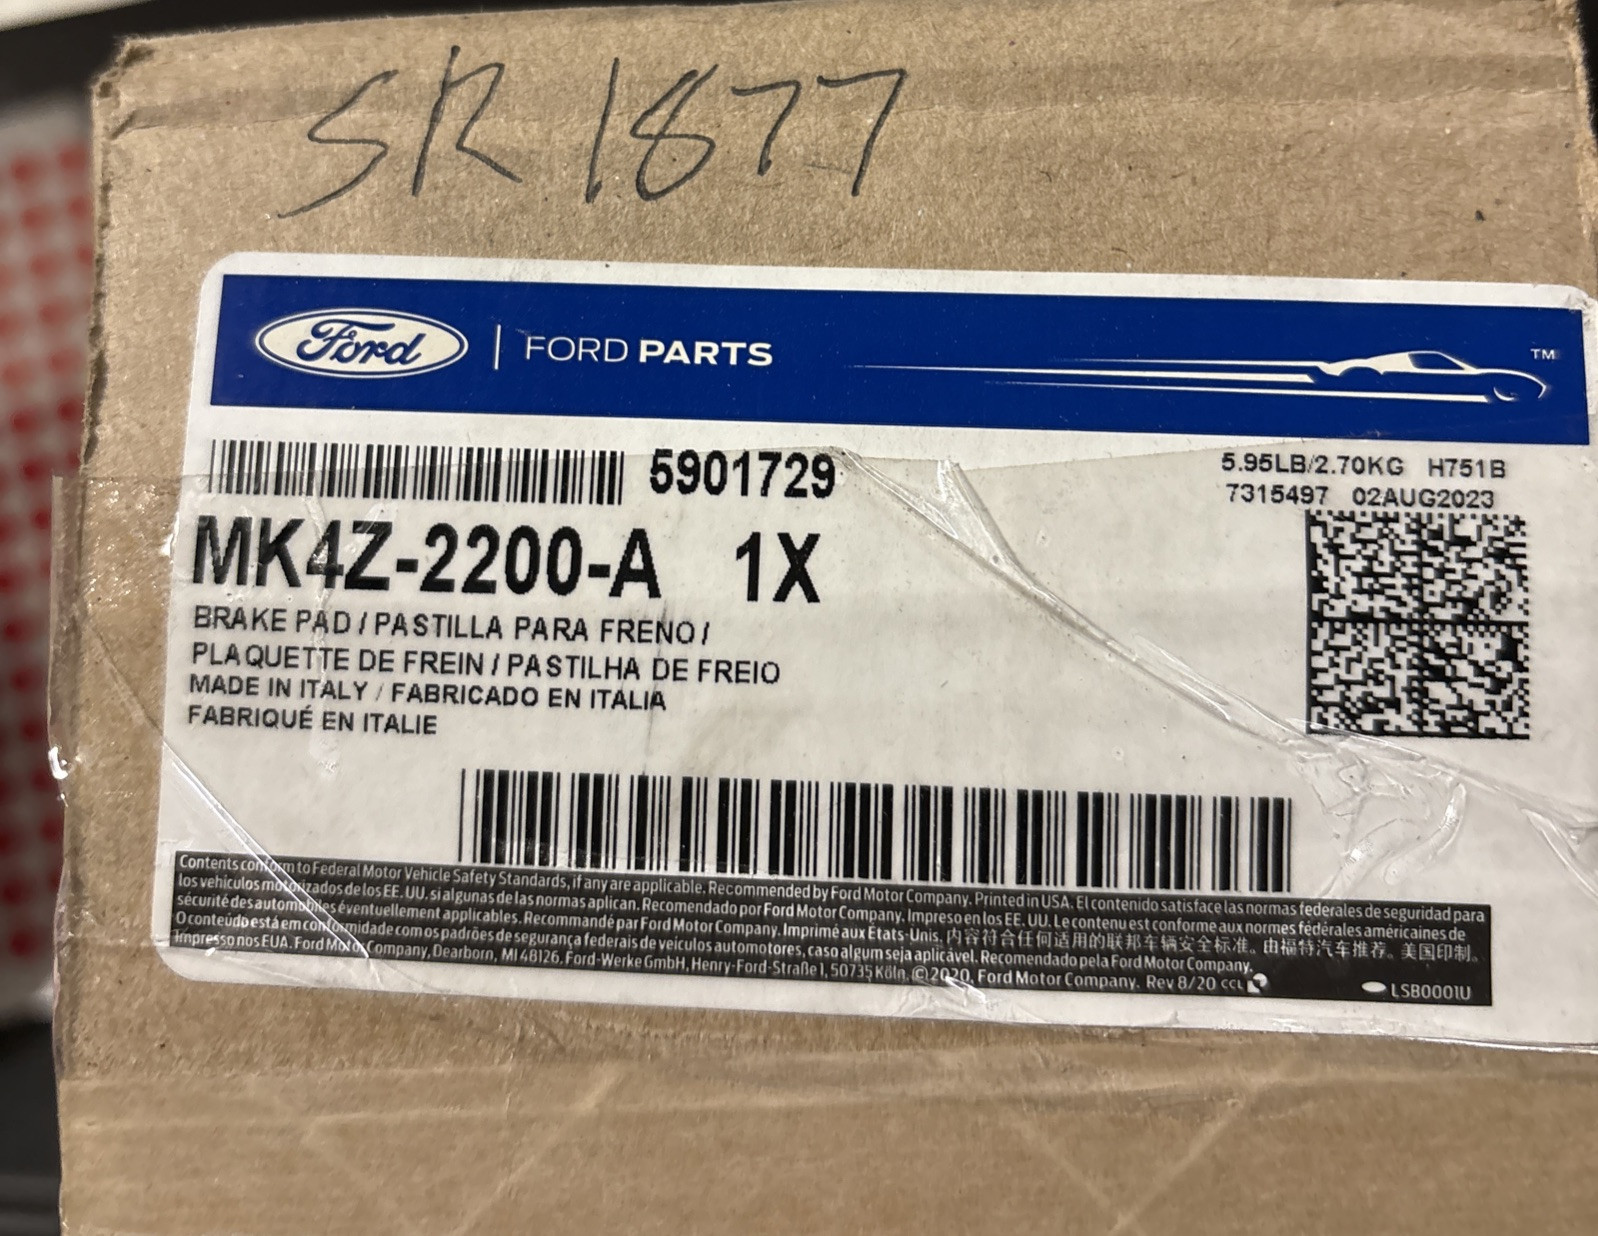 SR 1877
Ford | FORD PARTS ™
5901729
5.95LB/2.70KG H751B
7315497 02AUG2023
MK4Z-2200-A 1X
BRAKE PAD / PASTILLA PARA FRENO /
PLAQUETTE DE FREIN / PASTILHA DE FREIO
MADE IN ITALY / FABRICADO EN ITALIA
FABRIQUÉ EN ITALIE
Contents conform to Federal Motor Vehicle Safety Standards, if any are applicable. Recommended by Ford Motor Company. Printed in USA. El contenido satisface las normas federales de seguridad para
los vehículos motorizados de los EE. UU. si algunas de las normas aplican. Recomendado por Ford Motor Company. Impreso en los EE. UU. Le contenu est conforme aux normes fédérales américaines de
sécurité des automobiles éventuellement applicables. Recommandé par Ford Motor Company. Imprimé aux États-Unis. 内容符合任何适用的联邦车辆安全标准。由福特汽车推荐。美国印制。
O conteúdo está em conformidade com os padrões de segurança federais de veículos automotores, caso algum seja aplicável. Recomendado pela Ford Motor Company.
Impresso nos EUA. Ford Motor Company, Dearborn, MI 48126. Ford-Werke GmbH, Henry-Ford-Straße 1, 50735 Köln. ©2020, Ford Motor Company. Rev 8/20 CCL
LSB0001U